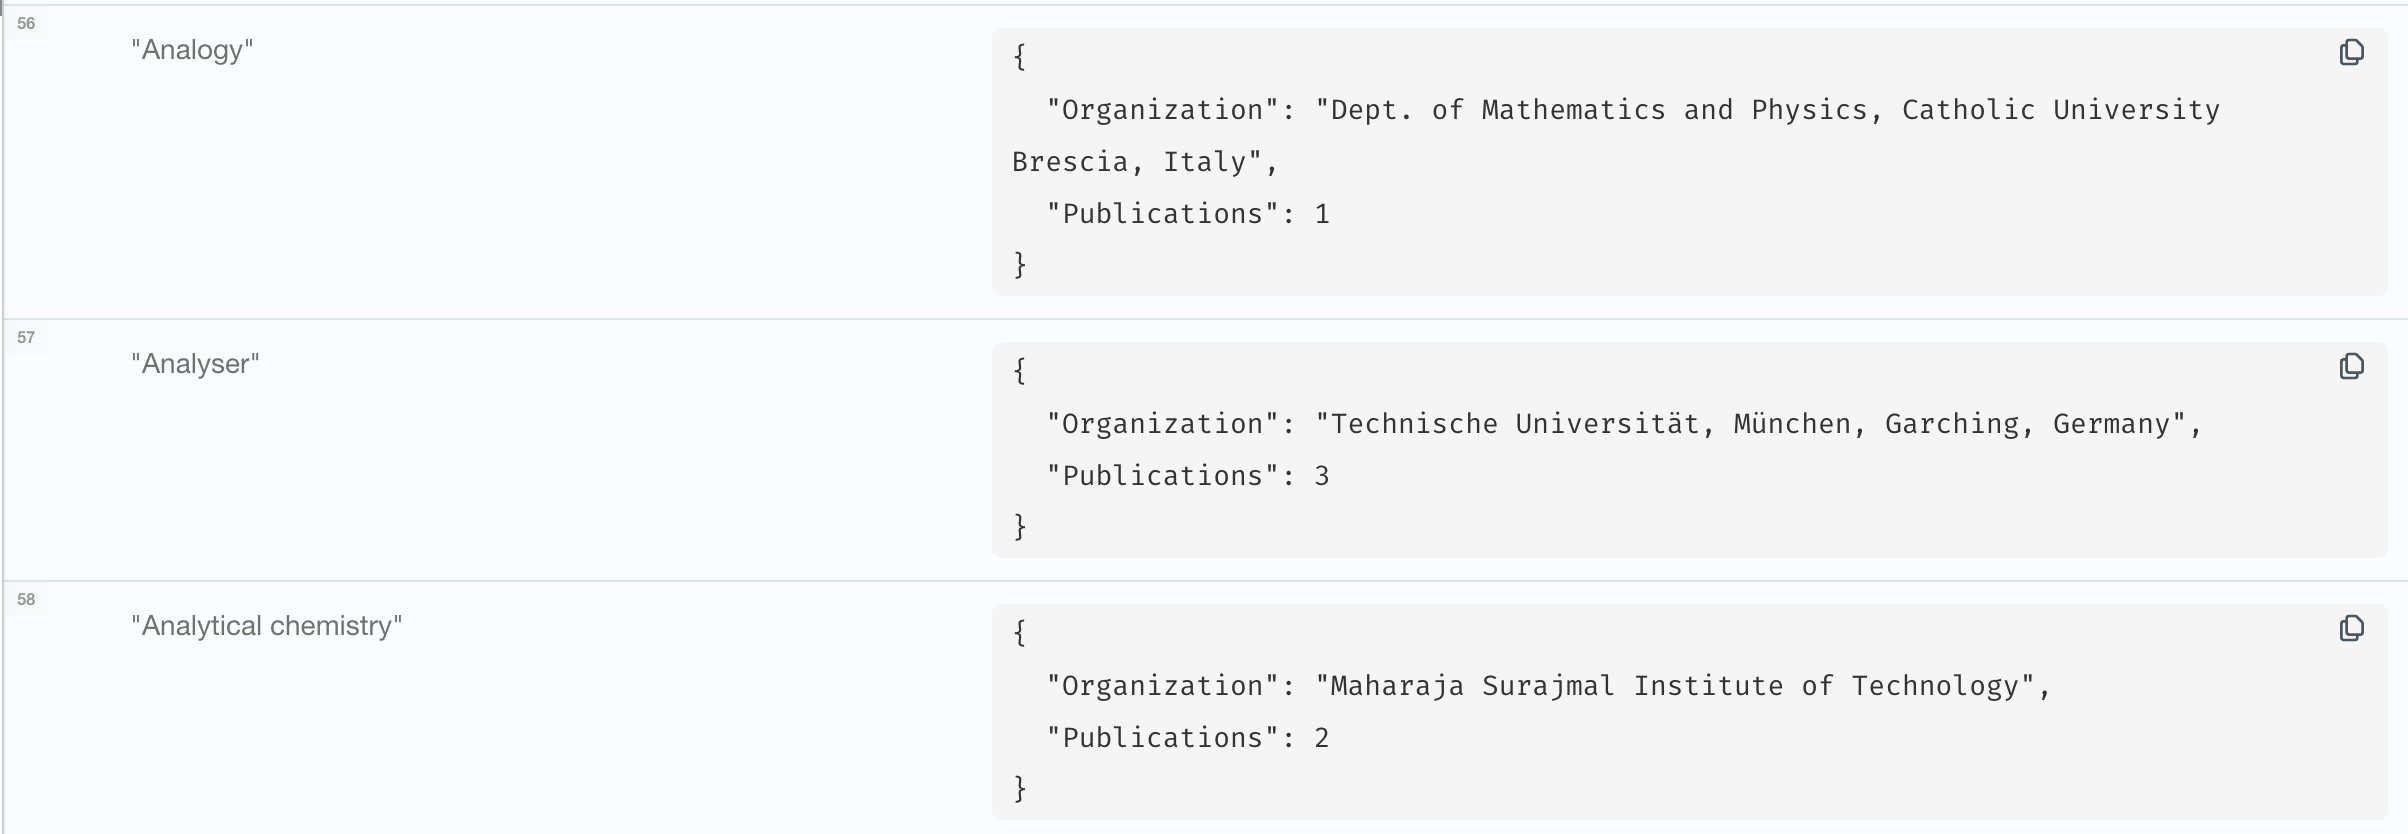 56
"Analogy"
{
"Organization": "Dept. of Mathematics and Physics, Catholic University
Brescia, Italy",
"Publications": 1
}
57
"Analyser"
{
"Organization": "Technische Universität, München, Garching, Germany",
"Publications": 3
}
58
"Analytical chemistry"
{
"Organization": "Maharaja Surajmal Institute of Technology",
"Publications": 2
}